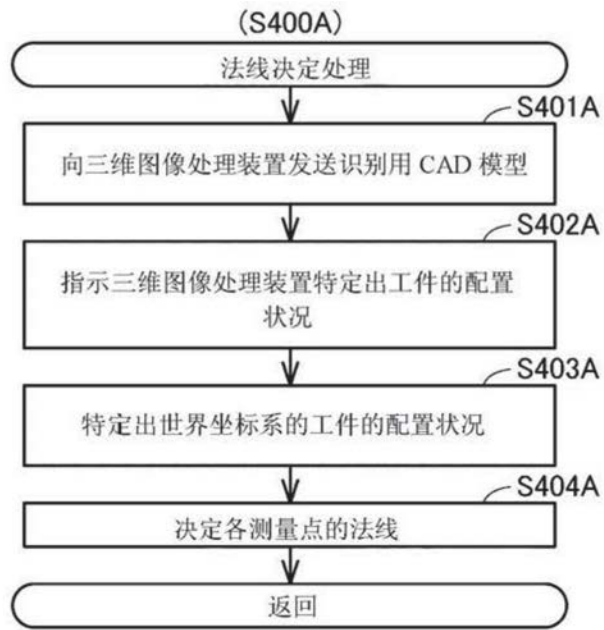 (S400A)
法线决定处理
S401A
向三维图像处理装置发送识别用 CAD 模型
S402A
指示三维图像处理装置特定出工件的配置
状况
S403A
特定出世界坐标系的工件的配置状况
S404A
决定各测量点的法线
返回